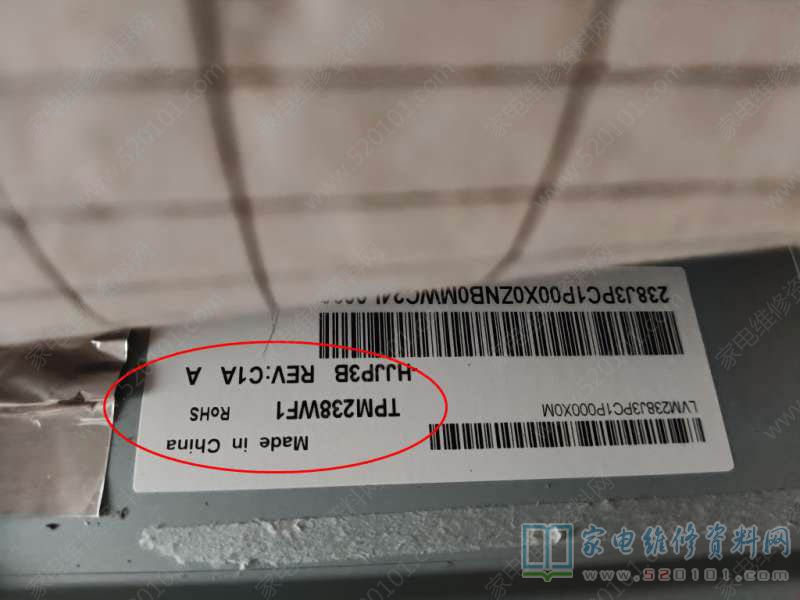 Made in China
TPM238WF1 RoHS
HJJP3B REV:C1A A
LVM238J3PC1P000X0M
238J3PC1P00X0ZNB0MWC24L
家电维修资料网
www.520101.com